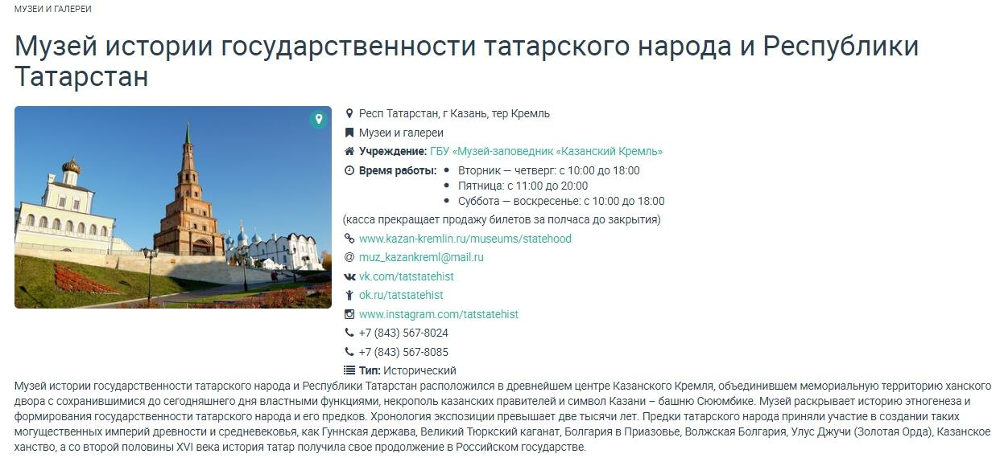 МУЗЕИ И ГАЛЕРЕИ
Музей истории государственности татарского народа и Республики
Татарстан
Респ Татарстан, г Казань, тер Кремль
Музеи и галереи
Учреждение: ГБУ «Музей-заповедник «Казанский Кремль»
Время работы: • Вторник — четверг: с 10:00 до 18:00
• Пятница: с 11:00 до 20:00
• Суббота — воскресенье: с 10:00 до 18:00
(касса прекращает продажу билетов за полчаса до закрытия)
www.kazan-kremlin.ru/museums/statehood
muz_kazankreml@mail.ru
vk.com/tatstatehist
ok.ru/tatstatehist
www.instagram.com/tatstatehist
+7 (843) 567-8024
+7 (843) 567-8085
Тип: Исторический
Музей истории государственности татарского народа и Республики Татарстан расположился в древнейшем центре Казанского Кремля, объединившем мемориальную территорию ханского
двора с сохранившимися до сегодняшнего дня властными функциями, некрополь казанских правителей и символ Казани – башню Сююмбике. Музей раскрывает историю этногенеза и
формирования государственности татарского народа и его предков. Хронология экспозиции превышает две тысячи лет. Предки татарского народа приняли участие в создании таких
могущественных империй древности и средневековья, как Гуннская держава, Великий Тюркский каганат, Болгария в Приазовье, Волжская Болгария, Улус Джучи (Золотая Орда), Казанское
ханство, а со второй половины XVI века история татар получила свое продолжение в Российском государстве.